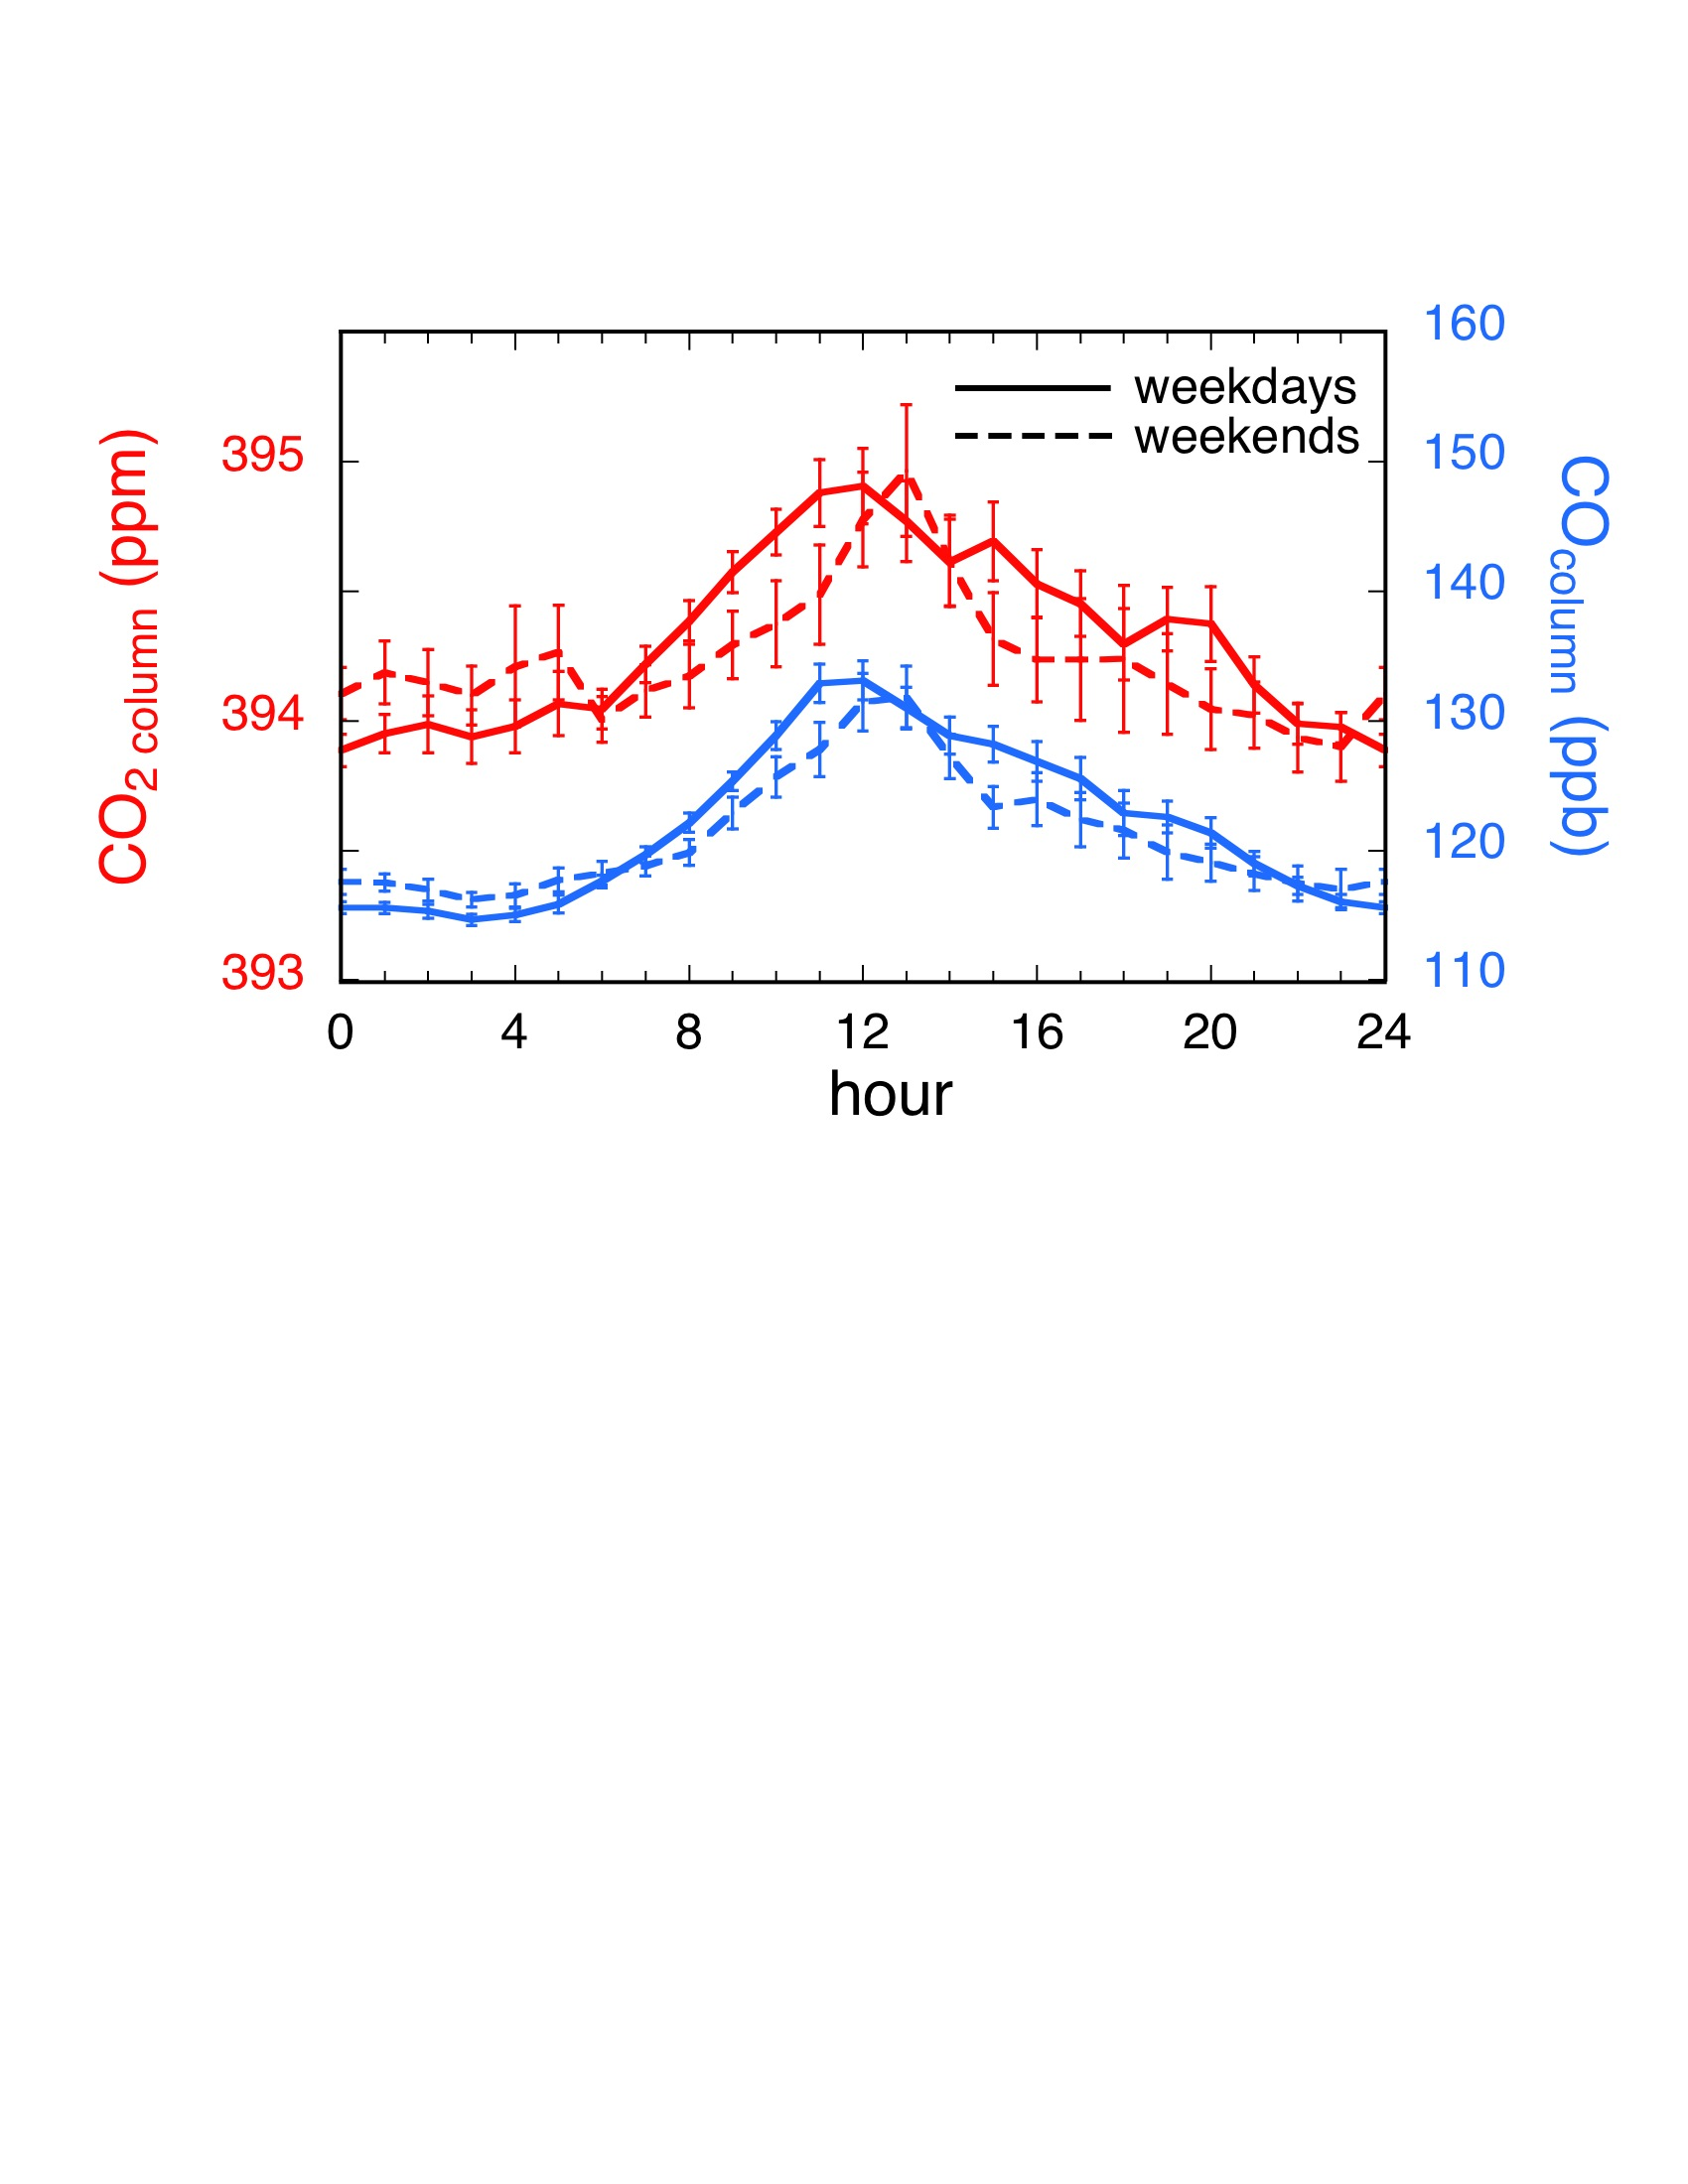 weekdays
weekends
CO2 column (ppm)
395
394
393
160
150
140
130
120
110
COcolumn (ppb)
0 4 8 12 16 20 24
hour